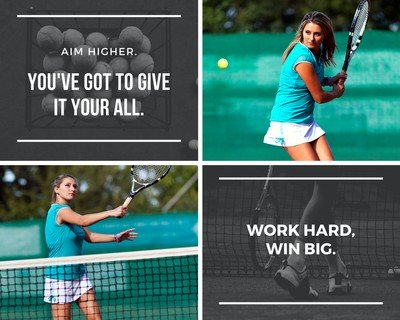 AIM HIGHER.
YOU'VE GOT TO GIVE
IT YOUR ALL.
WORK HARD,
WIN BIG.